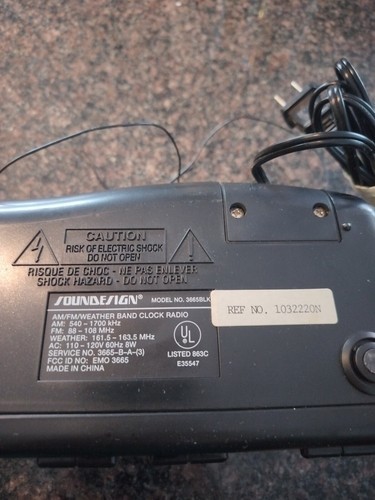 CAUTION
RISK OF ELECTRIC SHOCK
DO NOT OPEN
RISQUE DE CHOC - NE PAS ENLEVER
SHOCK HAZARD - DO NOT OPEN
SOUNDESIGN® MODEL NO. 3665BLK
AM/FM/WEATHER BAND CLOCK RADIO
AM: 540 - 1700 kHz
FM: 88 - 108 MHz
WEATHER: 161.5 - 163.5 MHz
AC: 110 - 120V 60Hz 8W
SERVICE NO. 3665-B-A-(3)
FCC ID NO: EMO 3665
MADE IN CHINA
UL
LISTED 863C
E35547
REF NO. 1032220N